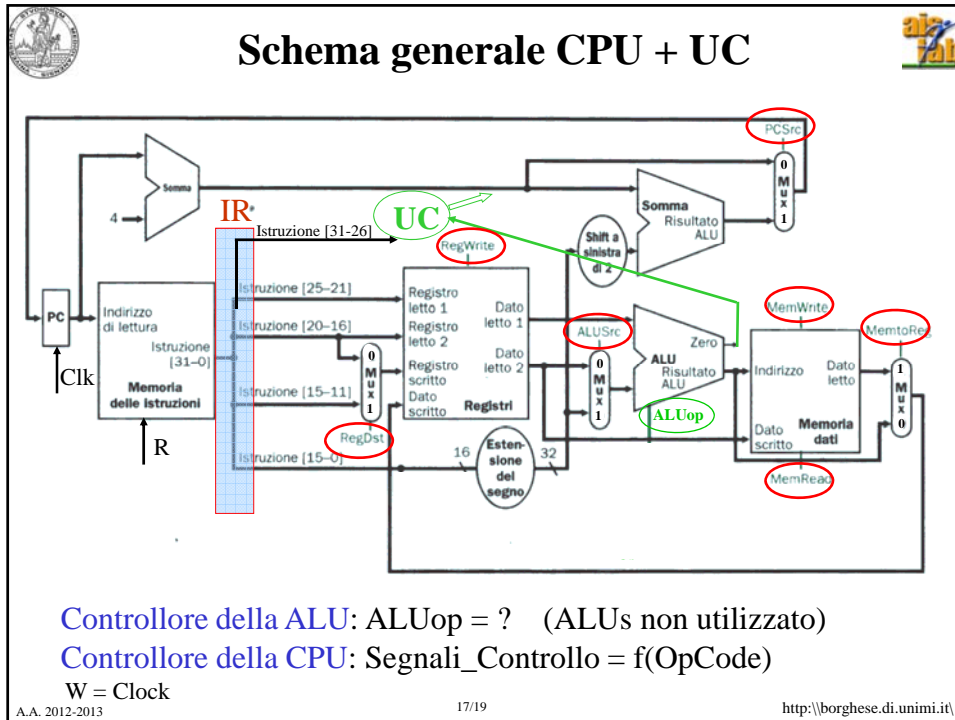 Schema generale CPU + UC
PCSrc
0
M
u
x
1
Somma
Somma
Risultato
ALU
4
IR
UC
Istruzione [31-26]
RegWrite
Shift a
sinistra
di 2
Istruzione [25–21]
Registro
letto 1
Dato
letto 1
MemWrite
PC
Indirizzo
di lettura
Istruzione
[31–0]
Istruzione [20–16]
Registro
letto 2
ALUSrc
Zero
MemtoReg
0
M
u
x
1
Registro
scritto
Dato
letto 2
0
M
u
x
1
ALU
Risultato
ALU
Indirizzo
Dato
letto
1
M
u
x
0
Clk
Memoria
delle istruzioni
Istruzione [15–11]
Dato
scritto
Registri
ALUop
Dato
scritto
Memoria
dati
RegDst
R
Istruzione [15–0]
16
Esten-
sione
del
segno
32
MemRead
Controllore della ALU: ALUop = ? (ALUs non utilizzato)
Controllore della CPU: Segnali_Controllo = f(OpCode)
W = Clock
A.A. 2012-2013
17/19
http:\\borghese.di.unimi.it\